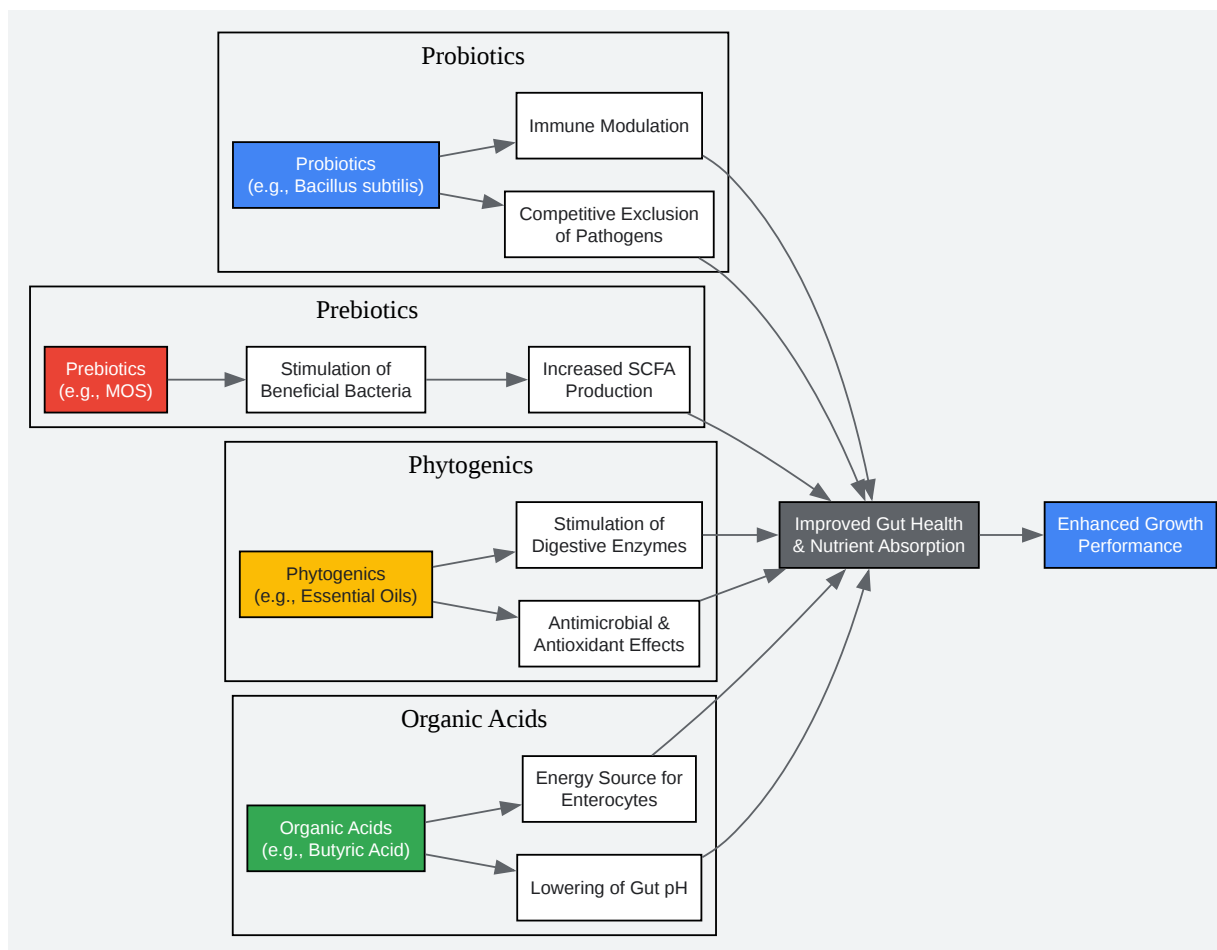 Probiotics
Immune Modulation
Probiotics
(e.g., Bacillus subtilis)
Competitive Exclusion
of Pathogens
Prebiotics
Prebiotics
(e.g., MOS)
Stimulation of
Beneficial Bacteria
Increased SCFA
Production
Phytogenics
Stimulation of
Digestive Enzymes
Phytogenics
(e.g., Essential Oils)
Antimicrobial &
Antioxidant Effects
Improved Gut Health
& Nutrient Absorption
Enhanced Growth
Performance
Organic Acids
Energy Source for
Enterocytes
Organic Acids
(e.g., Butyric Acid)
Lowering of Gut pH